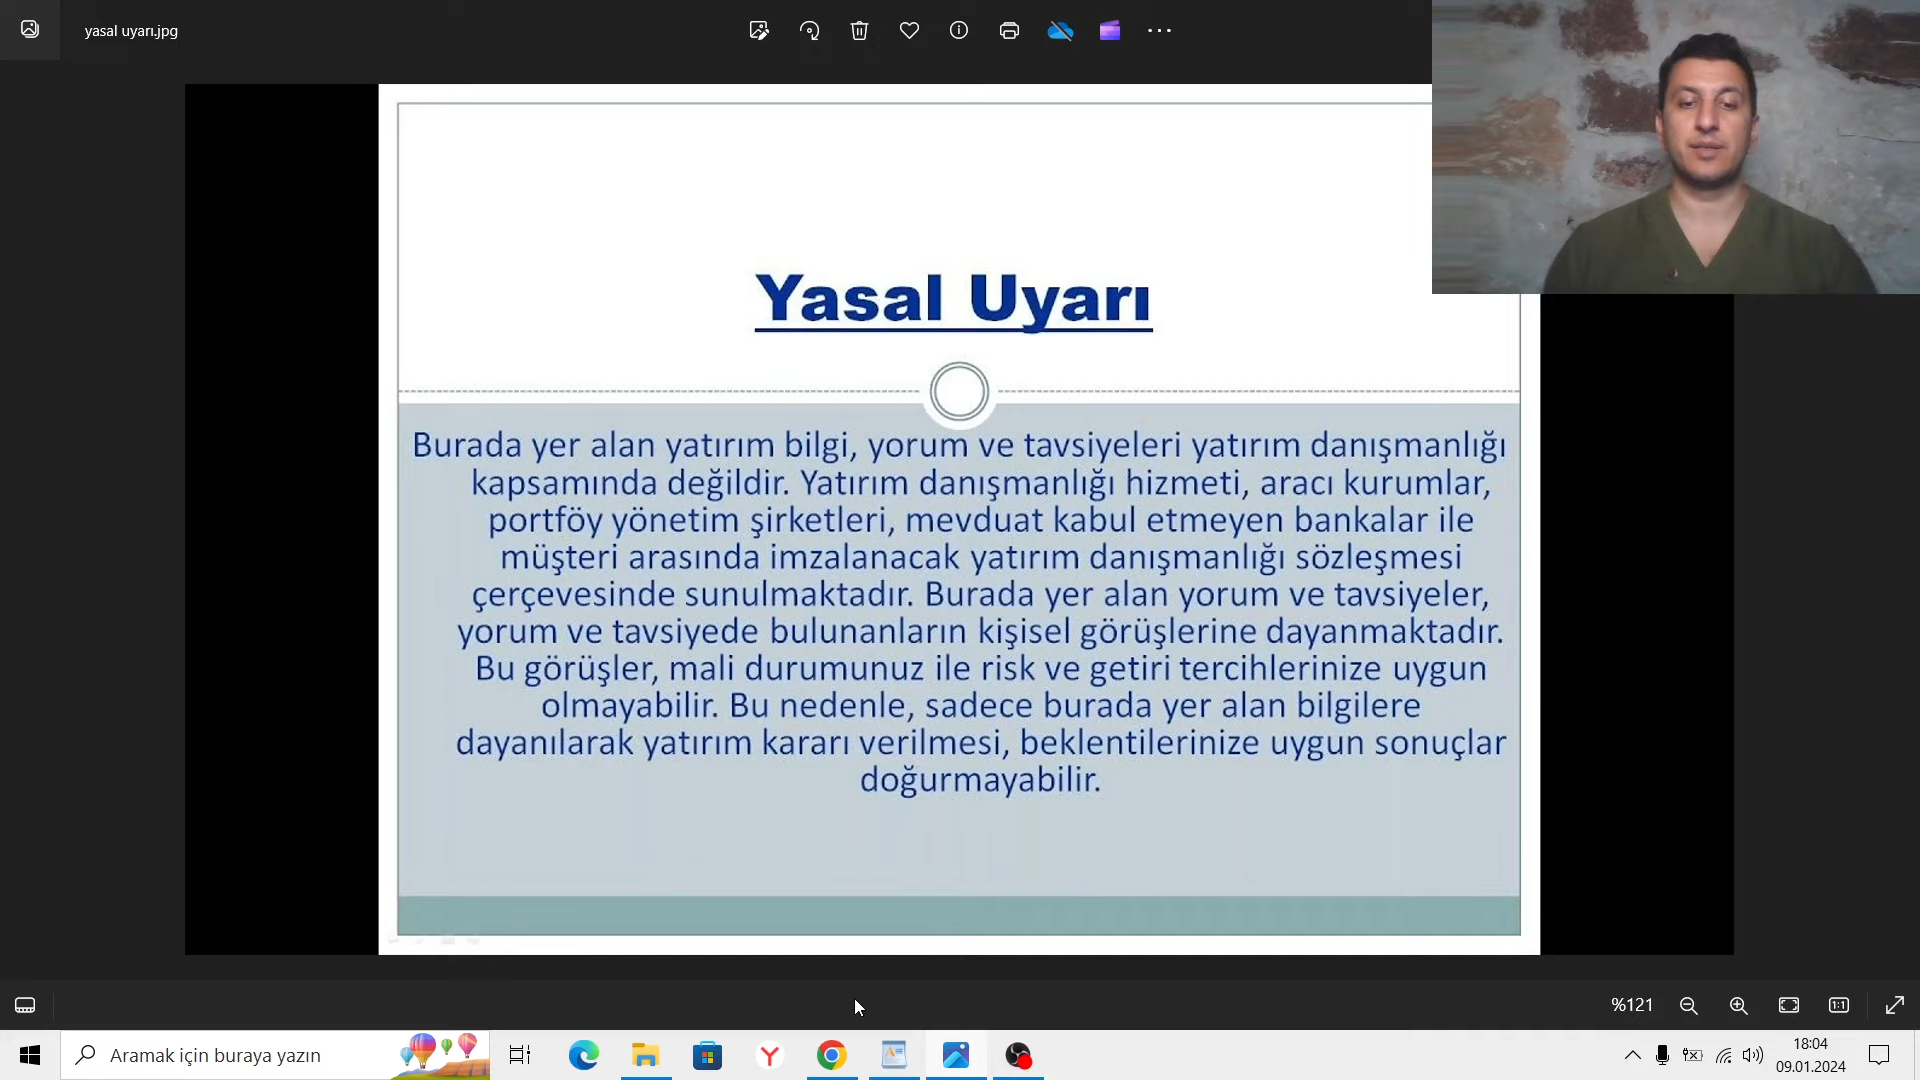 yasal uyarı.jpg
Yasal Uyarı
Burada yer alan yatırım bilgi, yorum ve tavsiyeleri yatırım danışmanlığı
kapsamında değildir. Yatırım danışmanlığı hizmeti, aracı kurumlar,
portföy yönetim şirketleri, mevduat kabul etmeyen bankalar ile
müşteri arasında imzalanacak yatırım danışmanlığı sözleşmesi
çerçevesinde sunulmaktadır. Burada yer alan yorum ve tavsiyeler,
yorum ve tavsiyede bulunanların kişisel görüşlerine dayanmaktadır.
Bu görüşler, mali durumunuz ile risk ve getiri tercihlerinize uygun
olmayabilir. Bu nedenle, sadece burada yer alan bilgilere
dayanılarak yatırım kararı verilmesi, beklentilerinize uygun sonuçlar
doğurmayabilir.
%121
1:1
Aramak için buraya yazın
18:04
09.01.2024